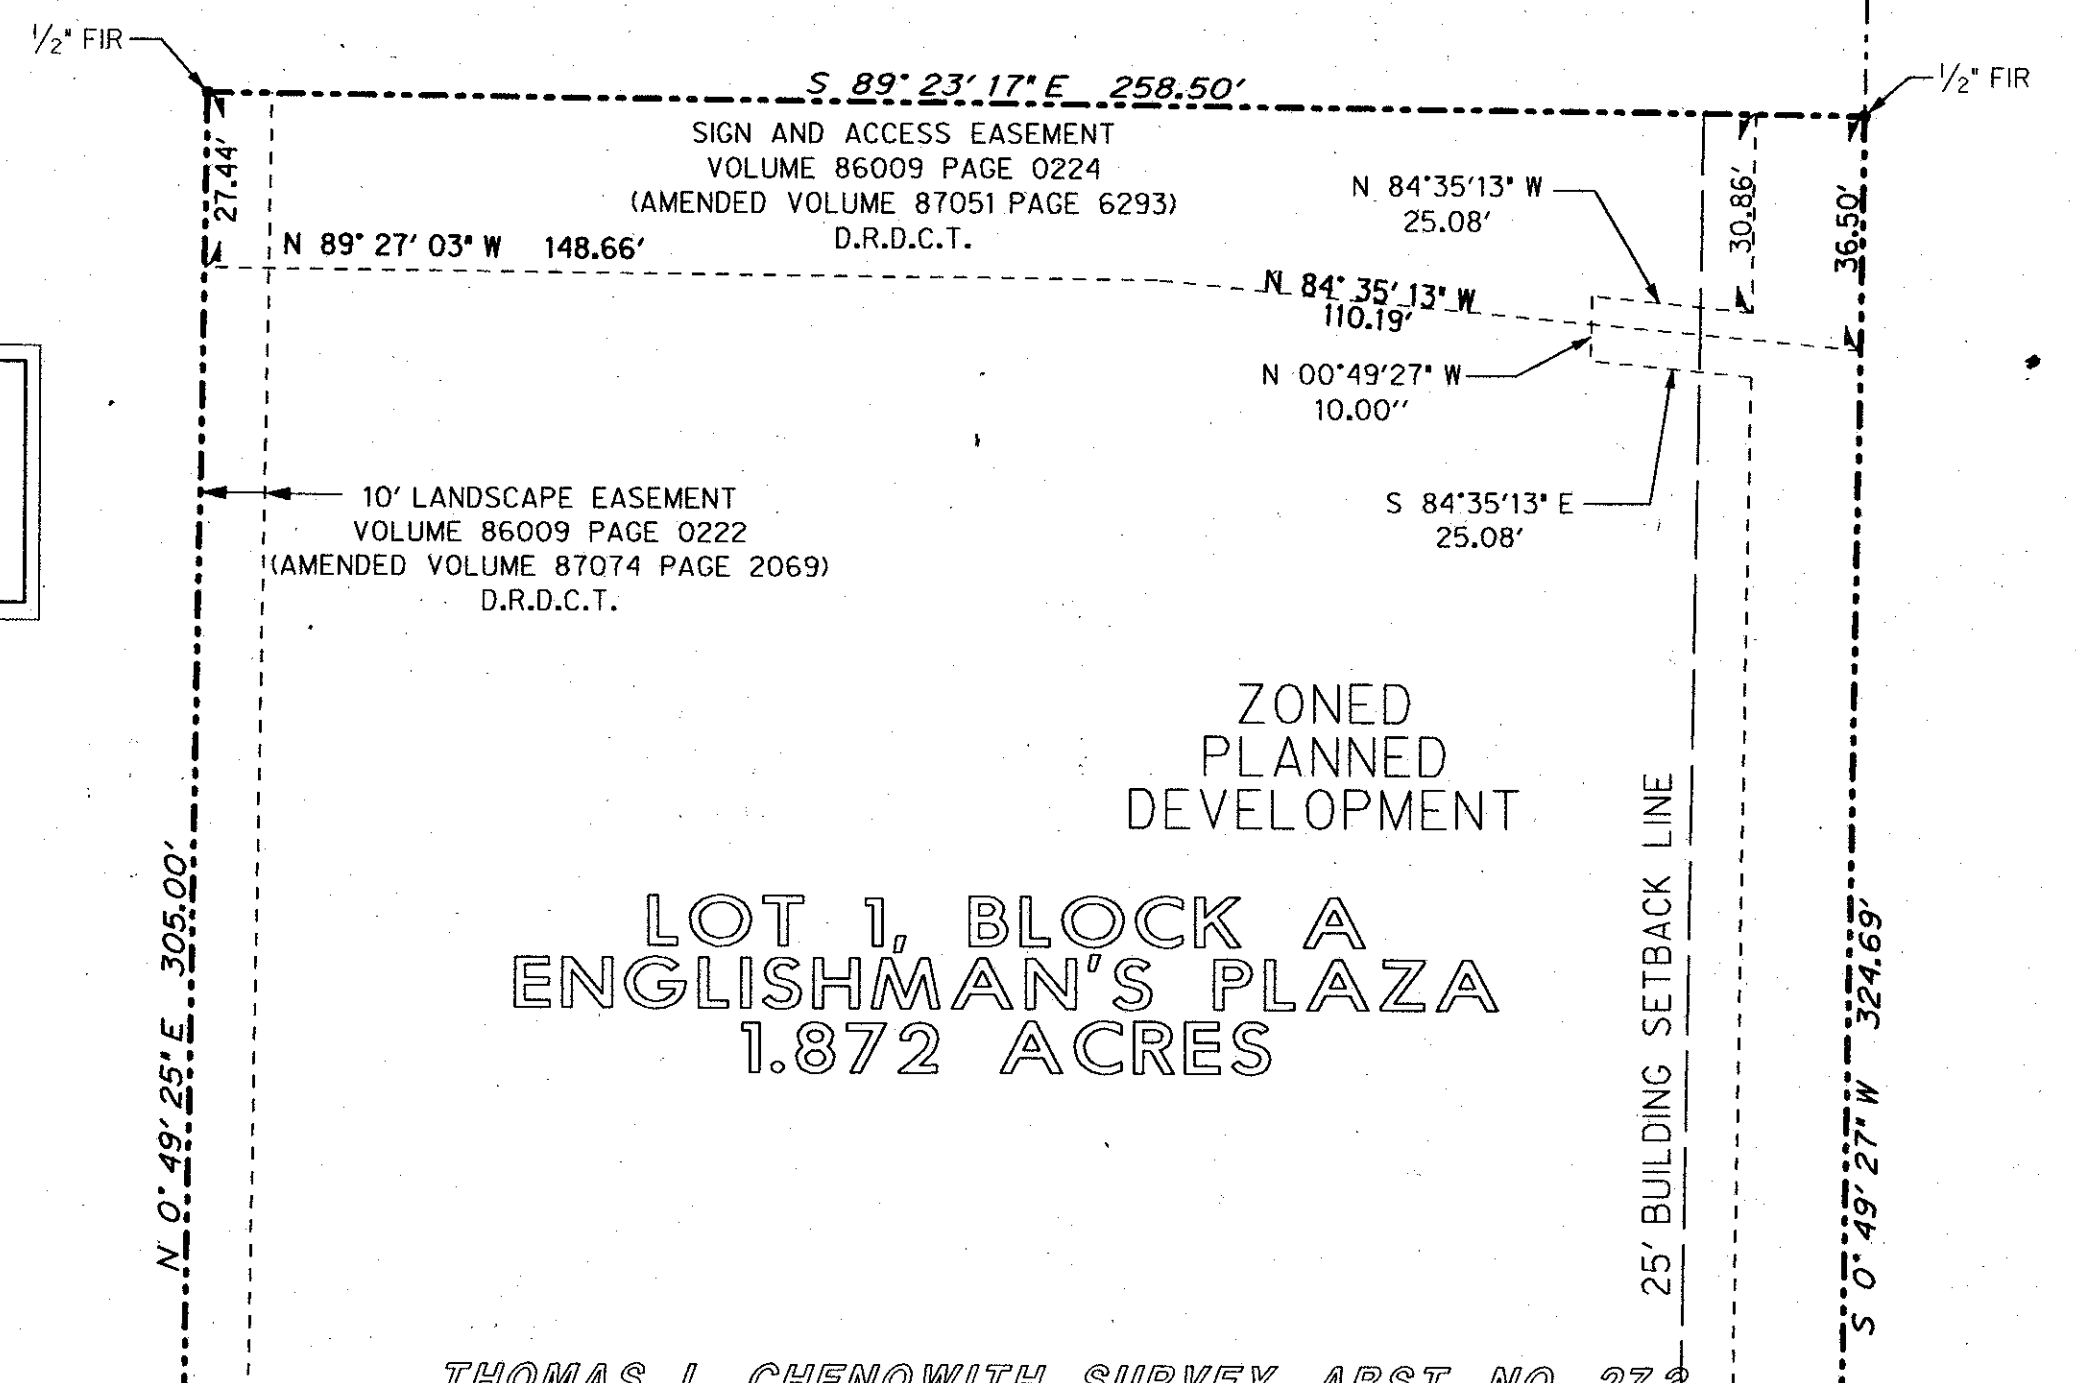 1/2" FIR
S 89° 23' 17" E 258.50'
1/2" FIR
SIGN AND ACCESS EASEMENT
VOLUME 86009 PAGE 0224
(AMENDED VOLUME 87051 PAGE 6293)
D.R.D.C.T.
27.44'
N 89° 27' 03" W 148.66'
N 84°35'13" W
25.08'
30.86'
36.50'
N 84° 35' 13" W
110.19'
N 00°49'27" W
10.00''
S 84°35'13" E
25.08'
10' LANDSCAPE EASEMENT
VOLUME 86009 PAGE 0222
(AMENDED VOLUME 87074 PAGE 2069)
D.R.D.C.T.
ZONED
PLANNED
DEVELOPMENT
LOT 1, BLOCK A
ENGLISHMAN'S PLAZA
1.872 ACRES
N 0° 49' 25" E 305.00'
25' BUILDING SETBACK LINE
S 0° 49' 27" W 324.69'
THOMAS L. CHENOWITH SURVEY, ABST. NO. 273